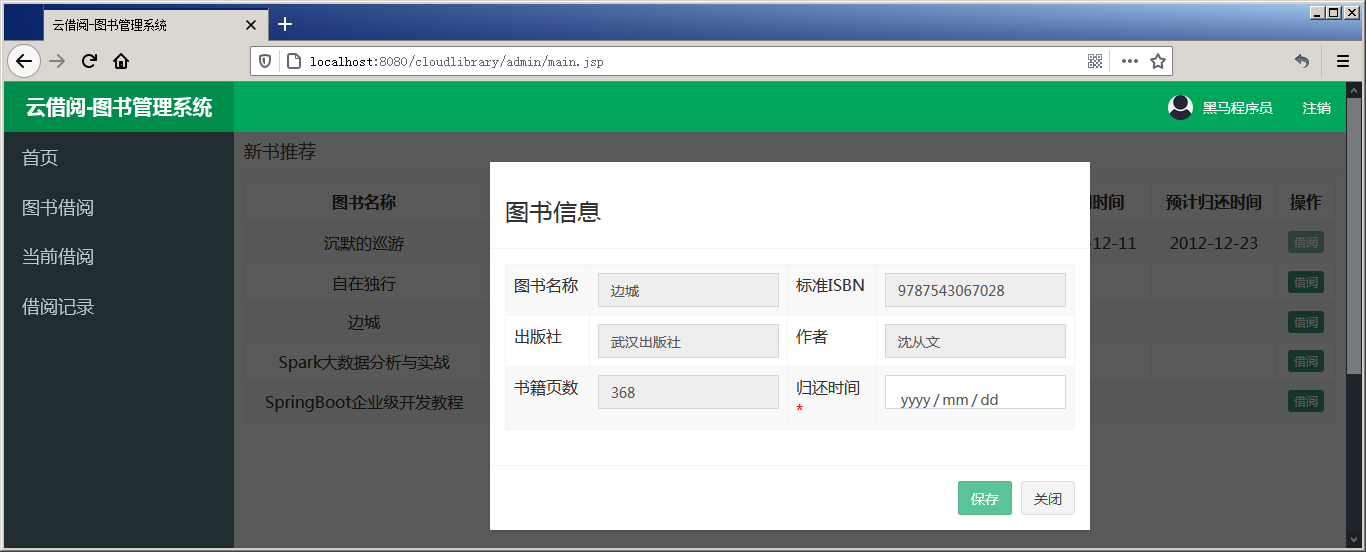 云借阅-图书管理系统
localhost:8080/cloudlibrary/admin/main.jsp
云借阅-图书管理系统
黑马程序员 注销
首页
图书借阅
当前借阅
借阅记录
新书推荐
图书名称 时间 预计归还时间 操作
沉默的巡游 12-11 2012-12-23 借阅
自在独行 借阅
边城 借阅
Spark大数据分析与实战 借阅
SpringBoot企业级开发教程 借阅
图书信息
图书名称 边城 标准ISBN 9787543067028
出版社 武汉出版社 作者 沈从文
书籍页数 368 归还时间 yyyy / mm / dd
*
保存 关闭